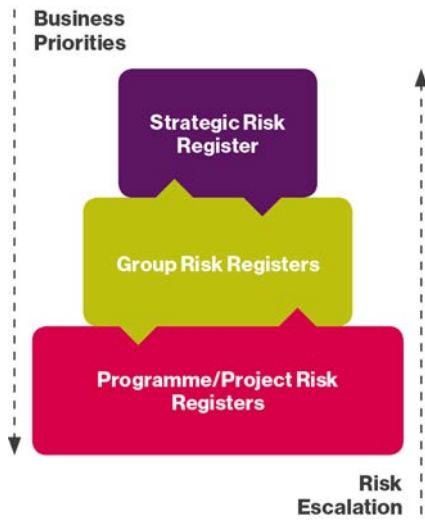 Business
Priorities
Strategic Risk
Register
Group Risk Registers
Programme/Project Risk
Registers
Risk
Escalation